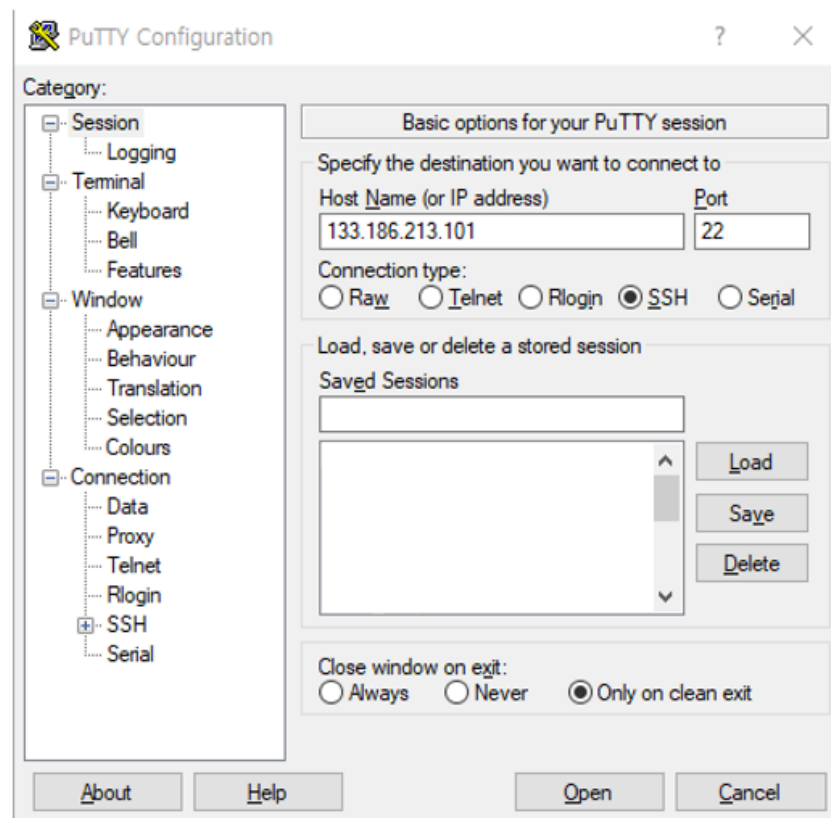 PuTTY Configuration
?
Category:
Session
Logging
Terminal
Keyboard
Bell
Features
Window
Appearance
Behaviour
Translation
Selection
Colours
Connection
Data
Proxy
Telnet
Rlogin
SSH
Serial
Basic options for your PuTTY session
Specify the destination you want to connect to
Host Name (or IP address) Port
133.186.213.101 22
Connection type:
Raw Telnet Rlogin SSH Serial
Load, save or delete a stored session
Saved Sessions
Load
Save
Delete
Close window on exit:
Always Never Only on clean exit
About Help Open Cancel